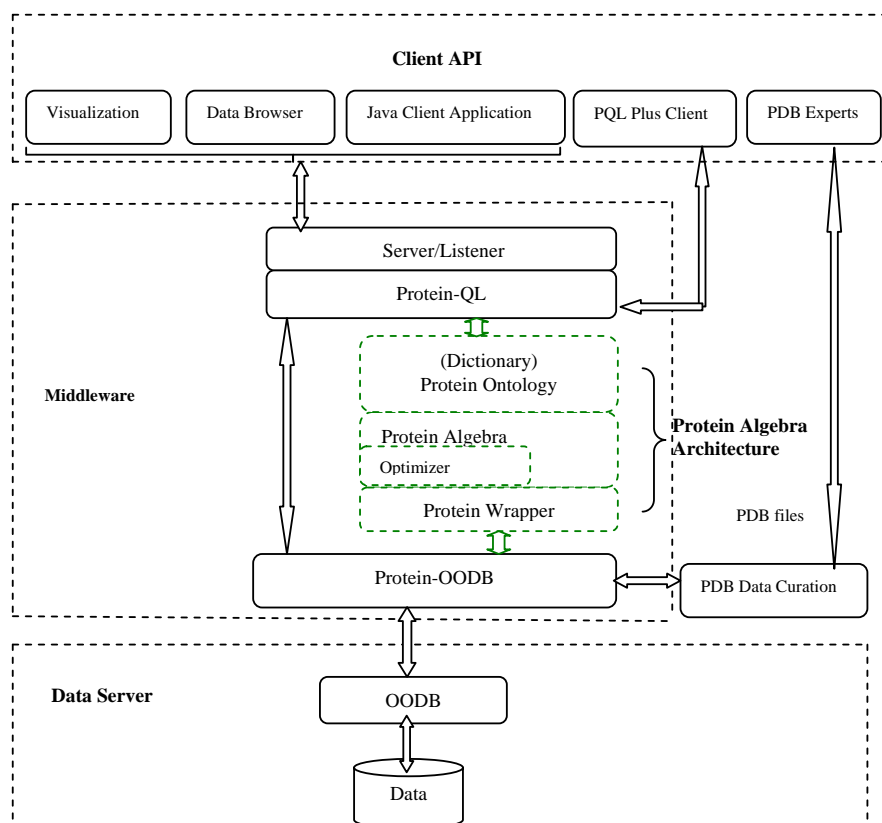 Client API
Visualization
Data Browser
Java Client Application
PQL Plus Client
PDB Experts
Server/Listener
Protein-QL
(Dictionary)
Protein Ontology
Middleware
Protein Algebra
Optimizer
Protein Algebra
Architecture
Protein Wrapper
PDB files
Protein-OODB
PDB Data Curation
Data Server
OODB
Data